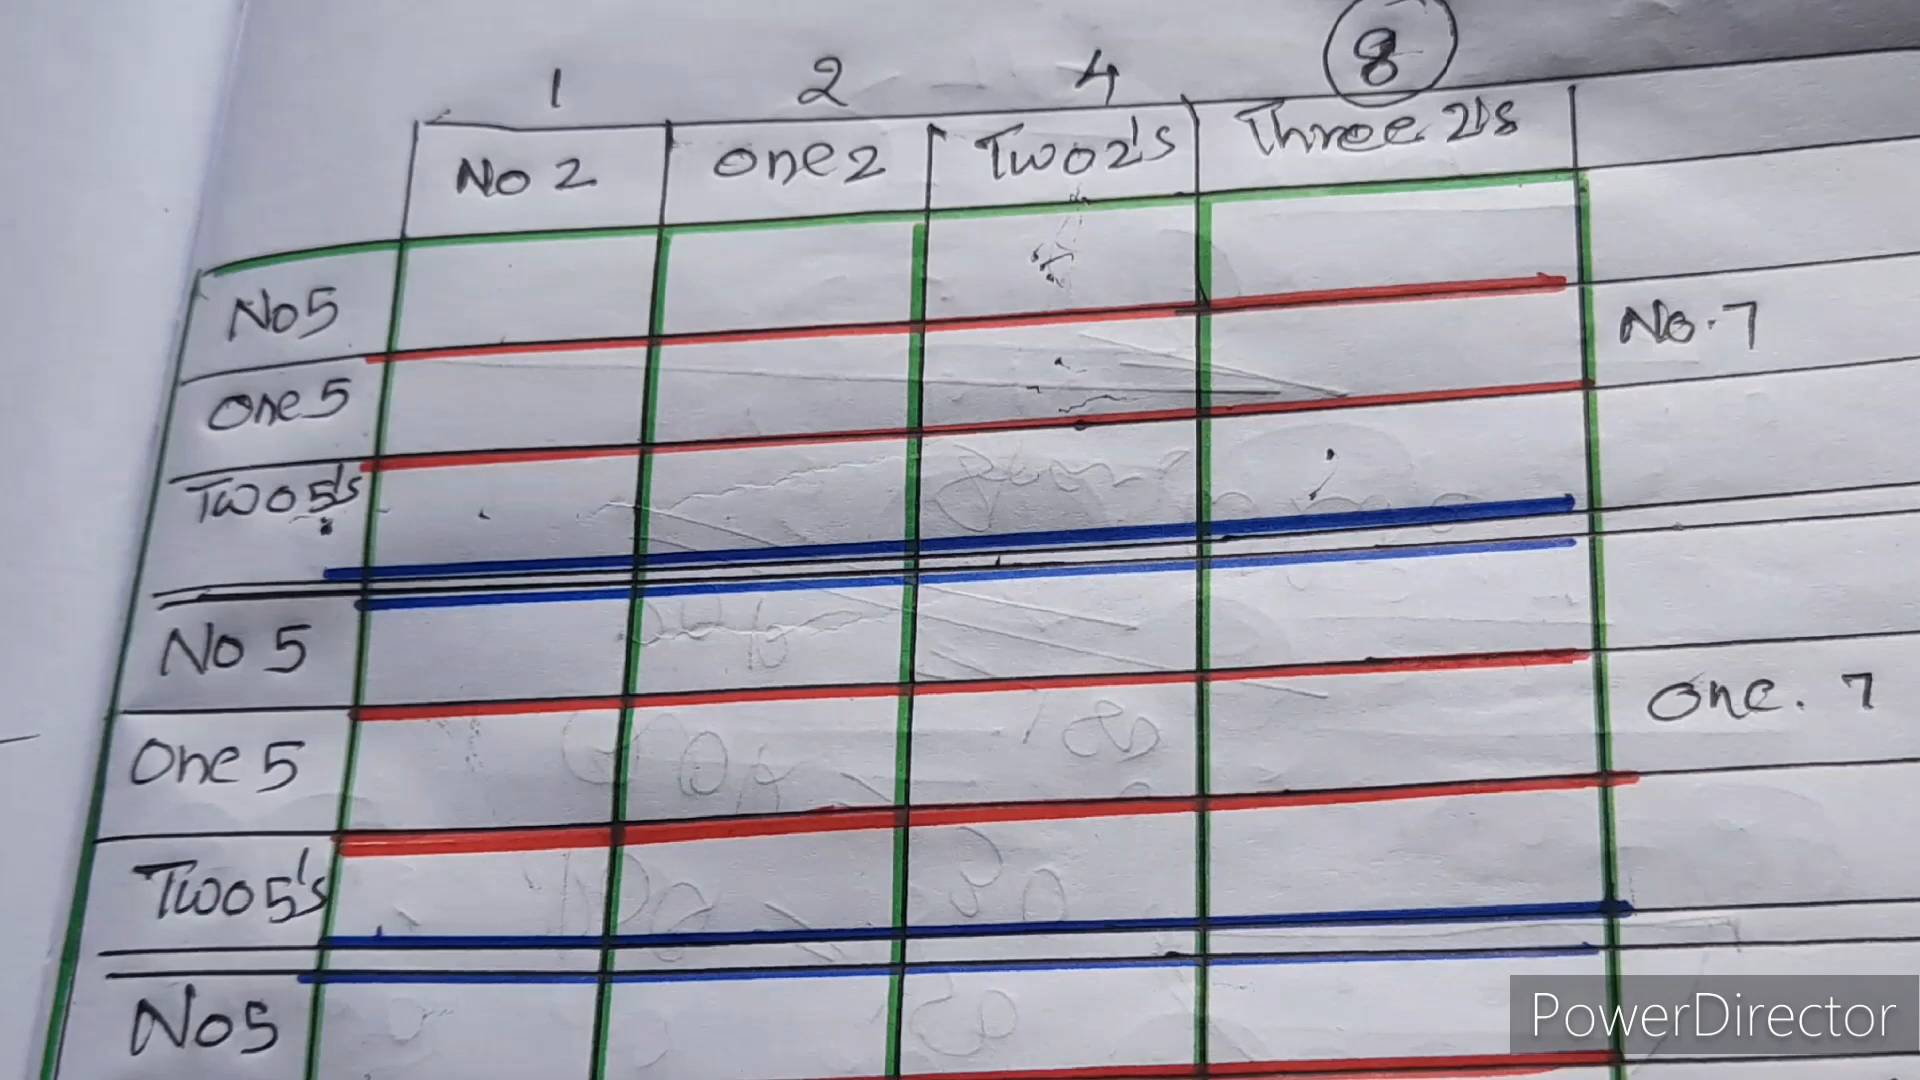 1 2 4 8
No 2 One 2 Two 2's Three 2's
No 5
No. 7
One 5
Two 5's
No 5
One. 7
One 5
Two 5's
No 5
PowerDirector